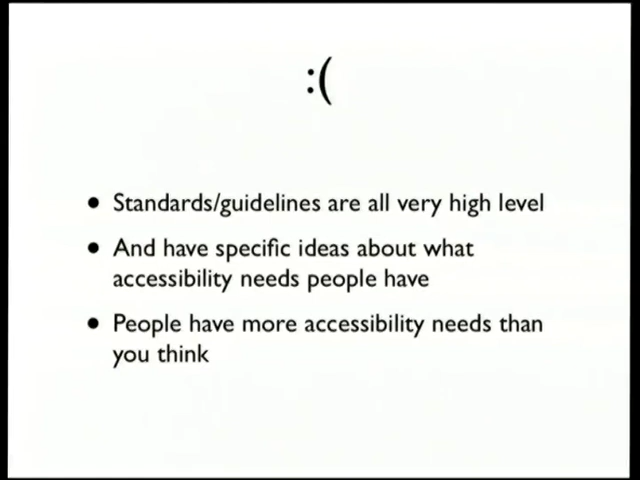 :(
• Standards/guidelines are all very high level
• And have specific ideas about what
accessibility needs people have
• People have more accessibility needs than
you think